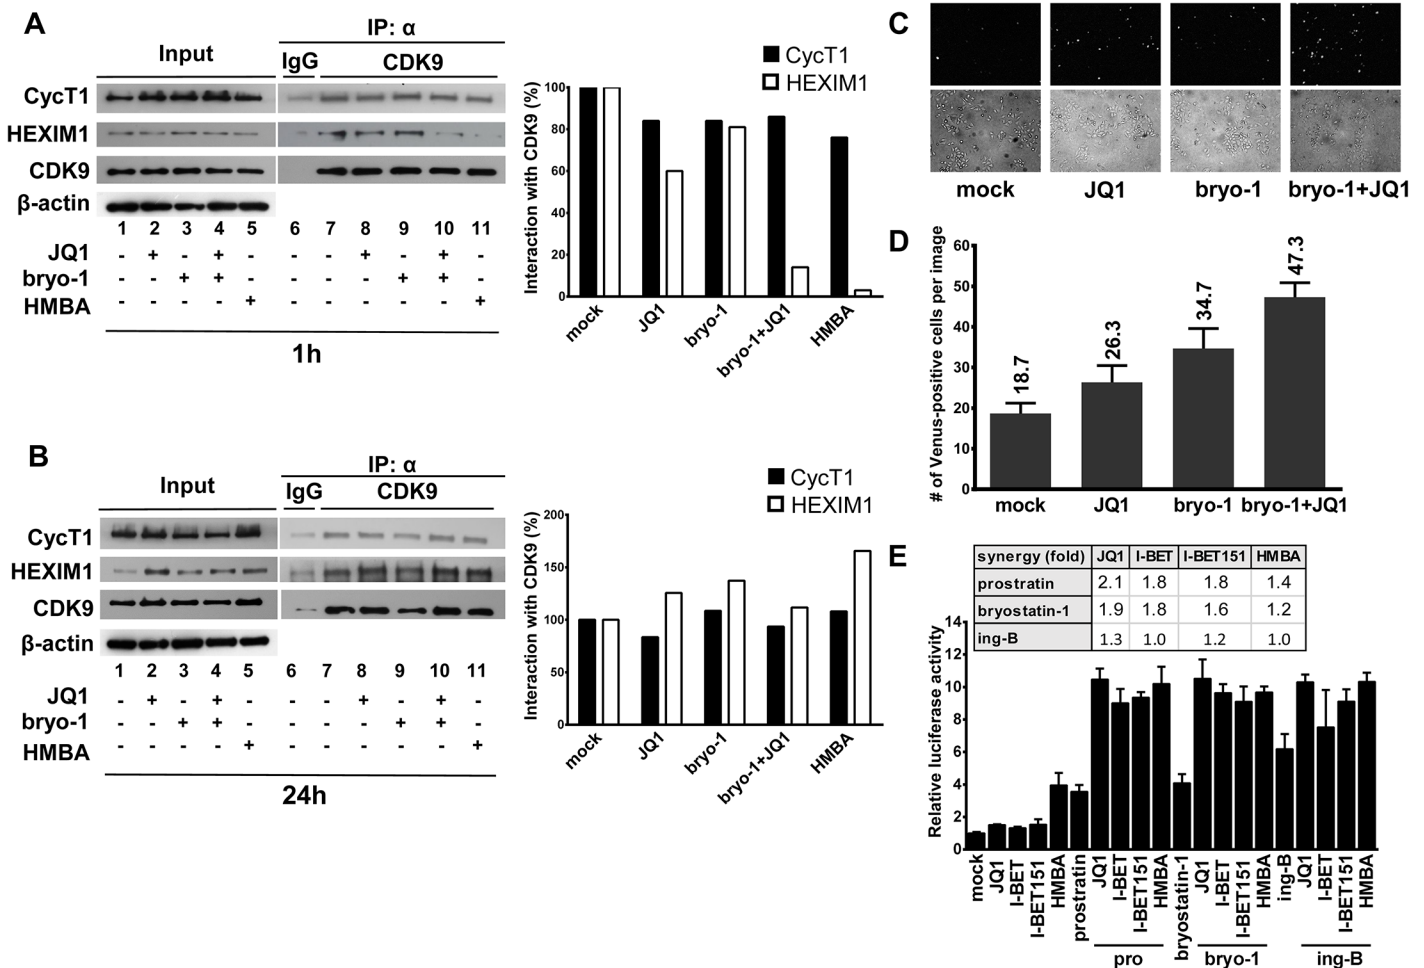 A
IP: α
Input
IgG
CDK9
CycT1
HEXIM1
CDK9
β-actin
1 2 3 4 5 6 7 8 9 10 11
JQ1 - + - + - - - + - + -
bryo-1 - - + + - - - - + + -
HMBA - - - - + - - - - - +
1h
CycT1
HEXIM1
Interaction with CDK9 (%)
100
80
60
40
20
0
mock
JQ1
bryo-1
bryo-1+JQ1
HMBA
B
IP: α
Input
IgG
CDK9
CycT1
HEXIM1
CDK9
β-actin
1 2 3 4 5 6 7 8 9 10 11
JQ1 - + - + - - - + - + -
bryo-1 - - + + - - - - + + -
HMBA - - - - + - - - - - +
24h
CycT1
HEXIM1
Interaction with CDK9 (%)
200
150
100
50
0
mock
JQ1
bryo-1
bryo-1+JQ1
HMBA
C
mock
JQ1
bryo-1
bryo-1+JQ1
D
# of Venus-positive cells per image
60
50
40
30
20
10
0
18.7
26.3
34.7
47.3
mock
JQ1
bryo-1
bryo-1+JQ1
E
synergy (fold) JQ1 I-BET I-BET151 HMBA
prostratin 2.1 1.8 1.8 1.4
bryostatin-1 1.9 1.8 1.6 1.2
ing-B 1.3 1.0 1.2 1.0
Relative luciferase activity
14
12
10
8
6
4
2
0
mock
JQ1
I-BET
I-BET151
HMBA
prostratin
JQ1
I-BET
I-BET151
HMBA
bryostatin-1
JQ1
I-BET
I-BET151
HMBA
ing-B
JQ1
I-BET
I-BET151
HMBA
pro
bryo-1
ing-B